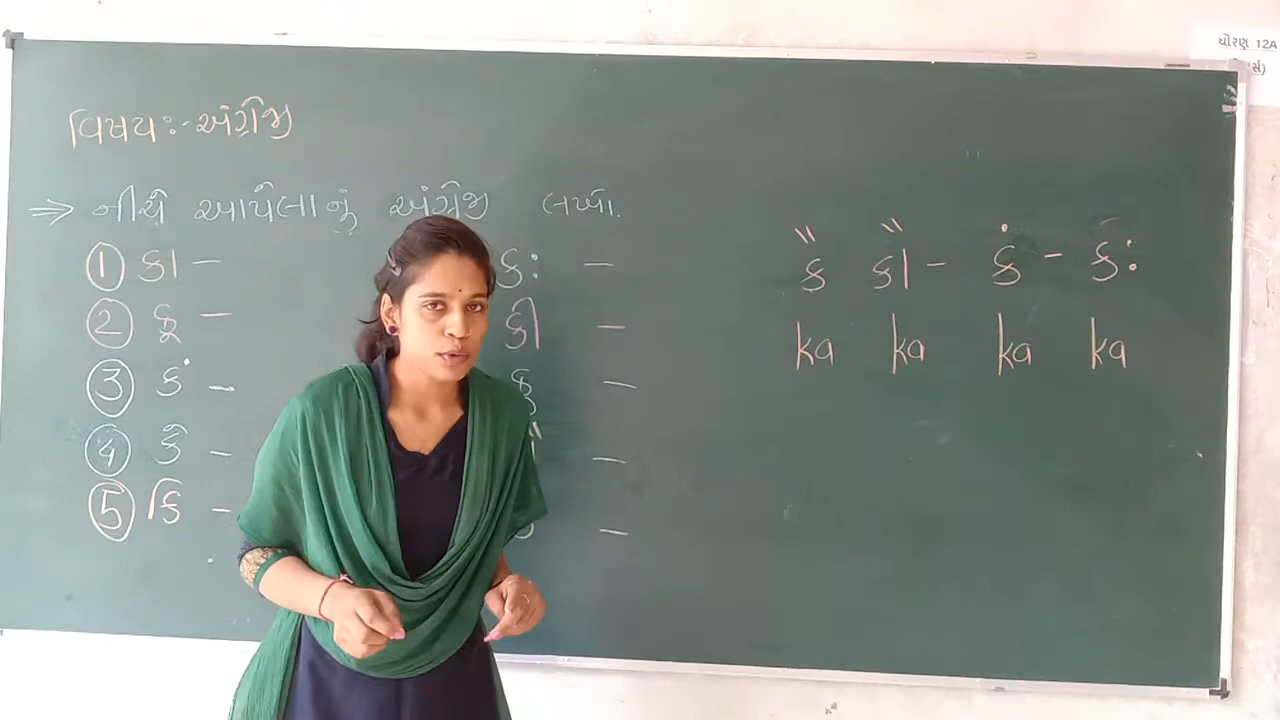 ધોરણ 12A
વિષય:- અંગ્રેજી
⇒ નીચે આપેલાનું અંગ્રેજી લખો.
① કા – કઃ –
② કૂ – કી –
③ કં – કુ –
④ કે – –
⑤ કિ – –
" ક " કા – કં – કઃ
ka ka ka ka